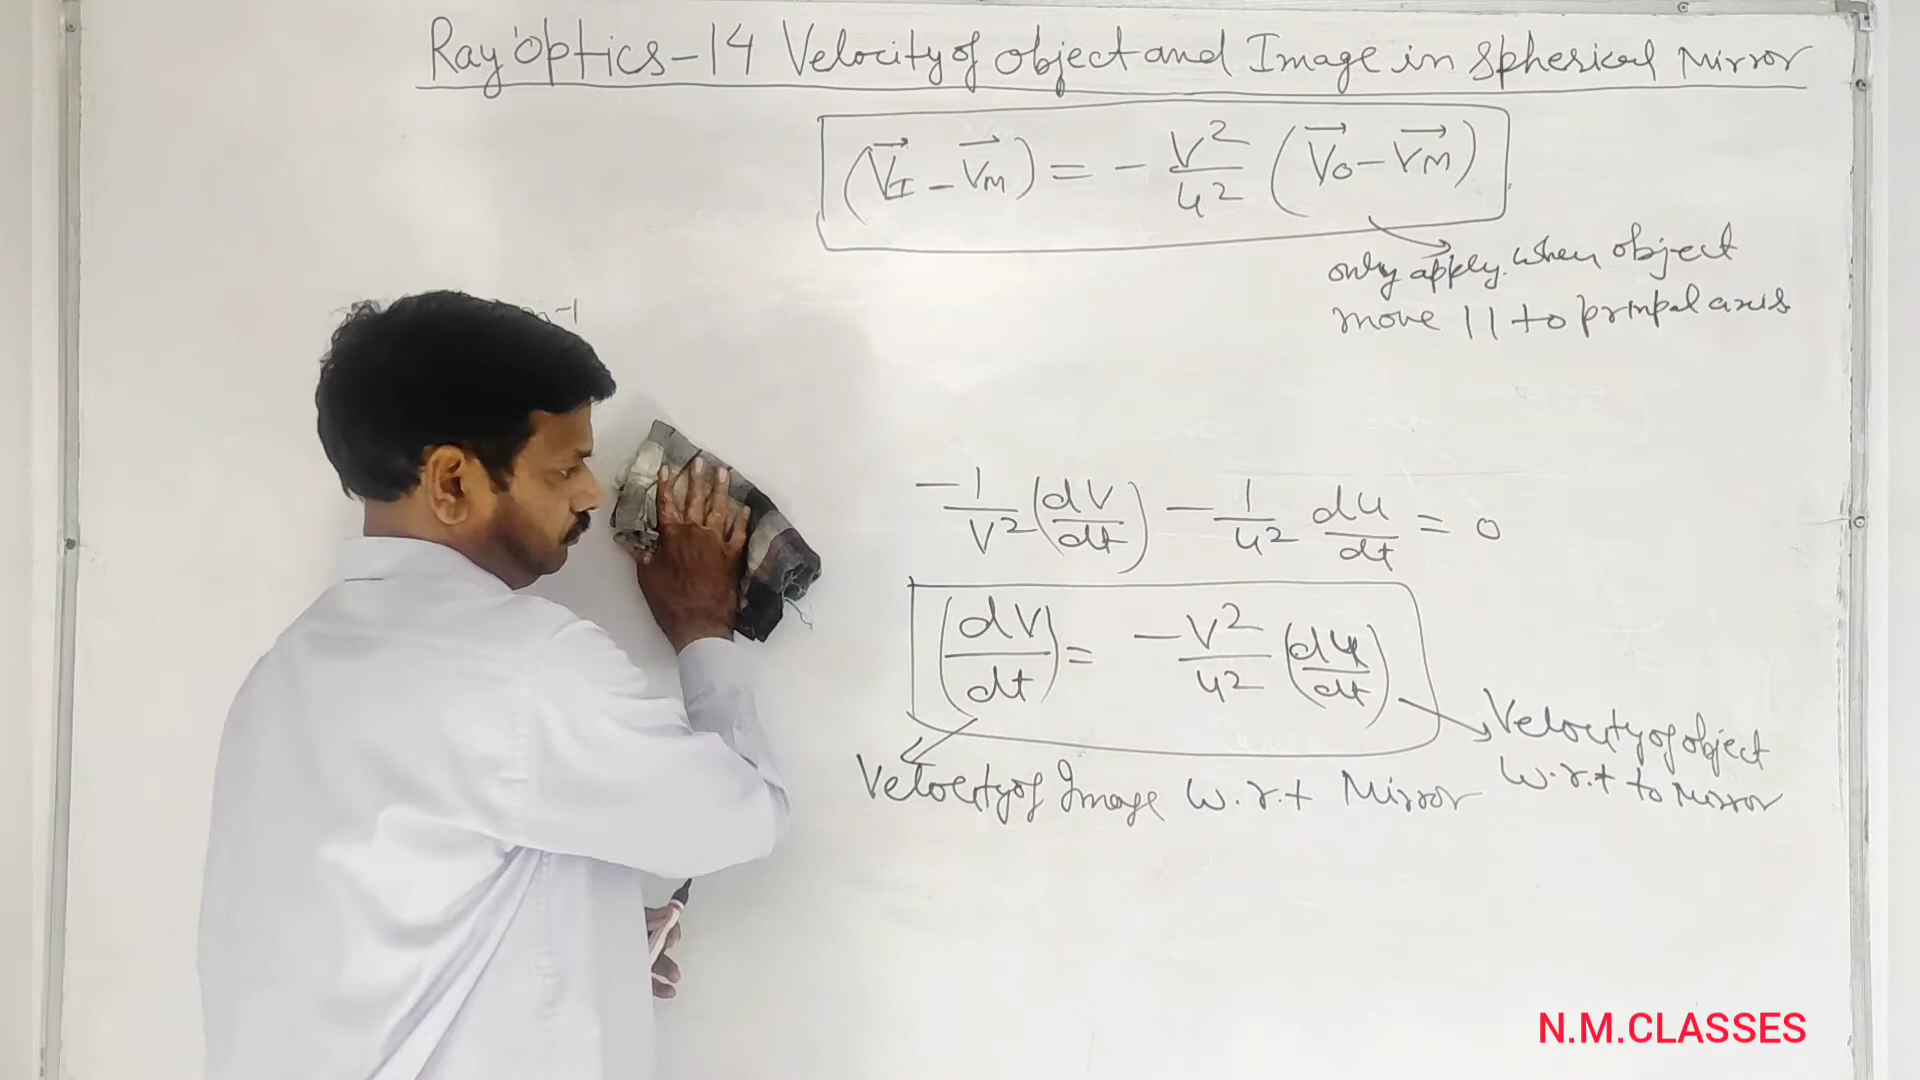 Ray Optics-14 Velocity of object and Image in Spherical Mirror
(V⃗I - V⃗M) = - V²/u² (V⃗O - V⃗M)
only apply when object
move || to prinpal axis
-1/V² (dV/dt) - 1/u² du/dt = 0
(dV/dt) = -V²/u² (du/dt)
Velocity of object
w.r.t to Mirror
Velocity of Image w.r.t Mirror
N.M.CLASSES